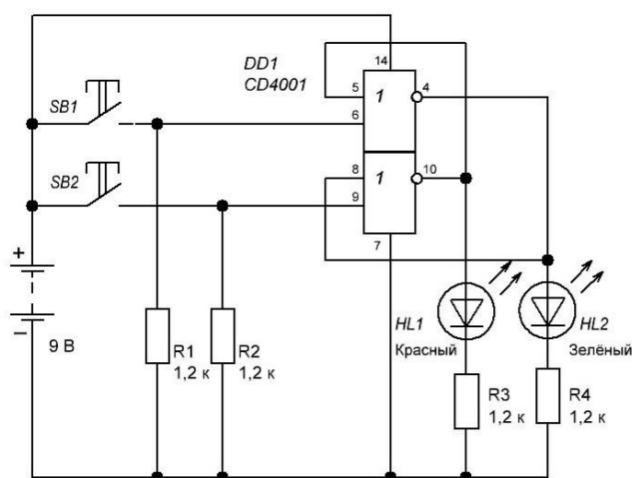 DD1
CD4001
14
5
1
4
6
SB1
SB2
8
1
10
9
7
+
−
9 В
R1
1,2 к
R2
1,2 к
HL1
Красный
HL2
Зелёный
R3
1,2 к
R4
1,2 к